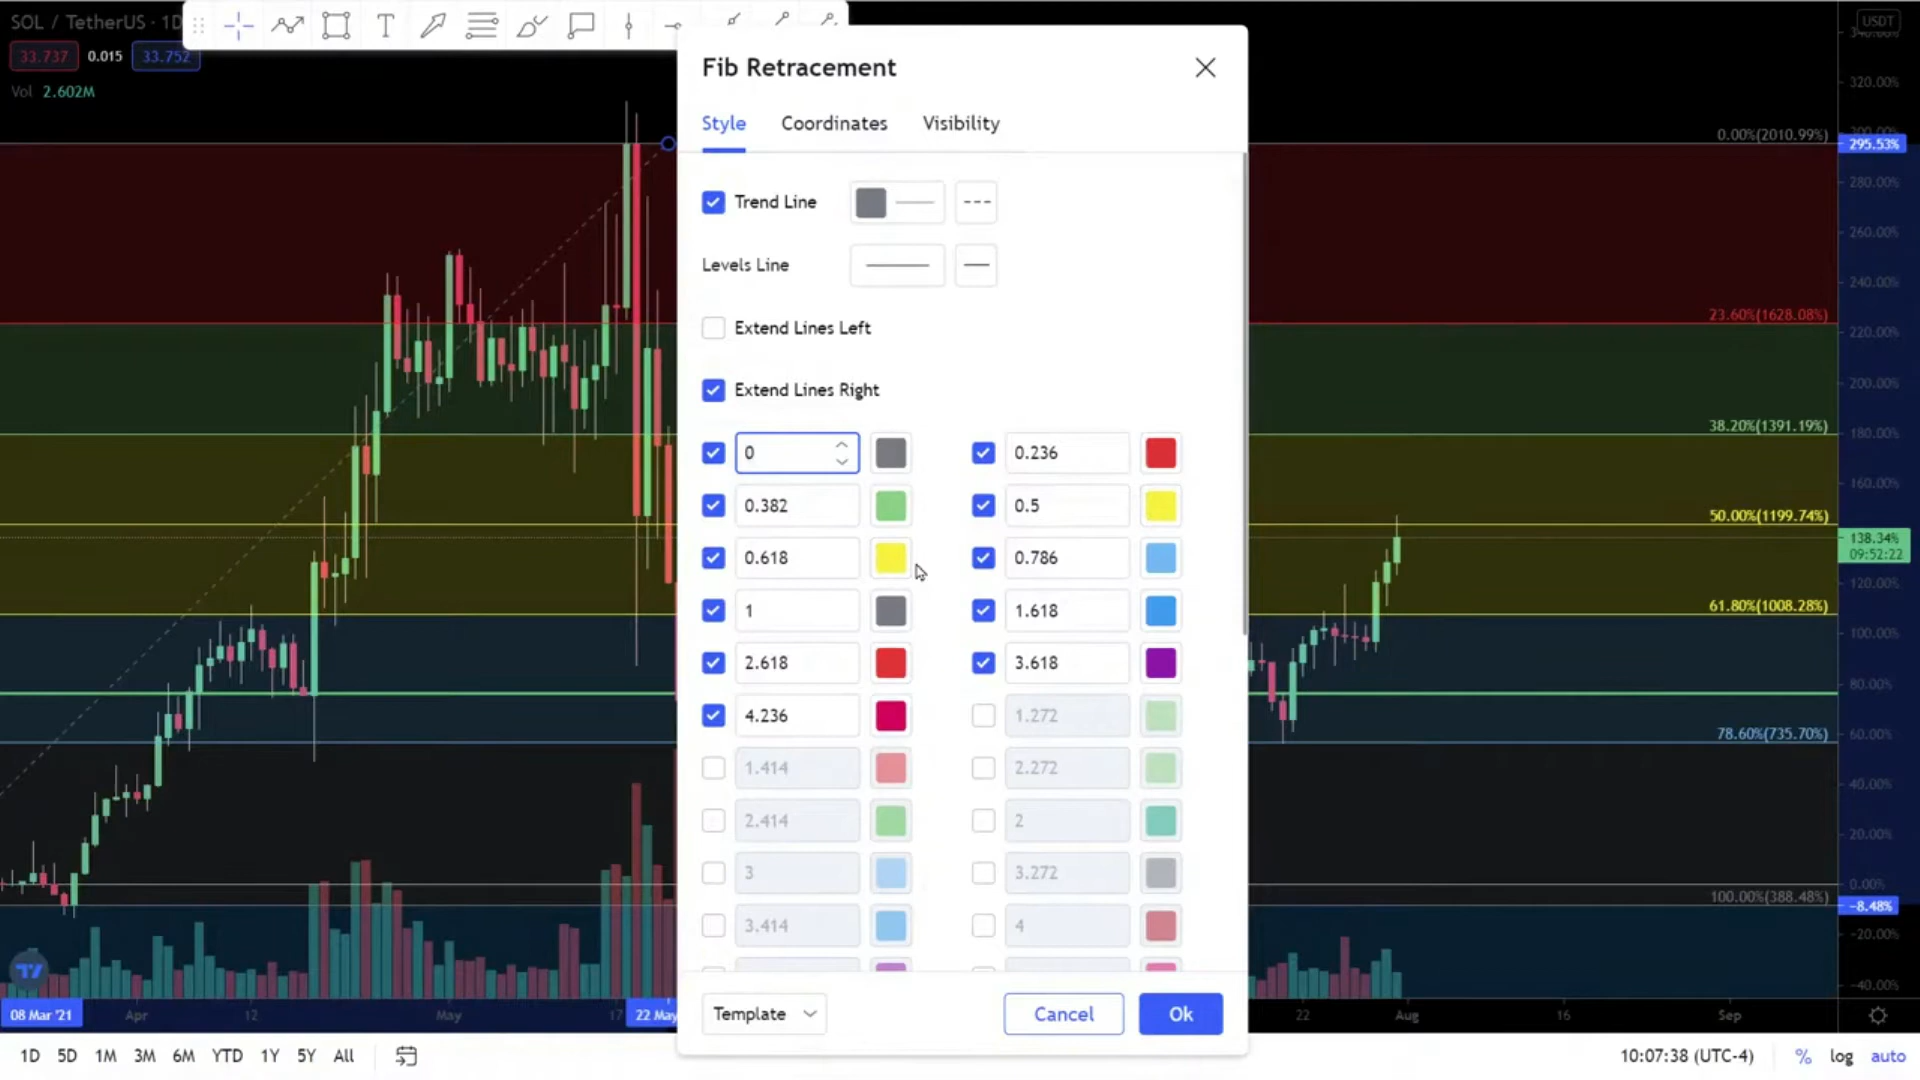 SOL / TetherUS · 1D
33.737 0.015 33.752
Vol 2.602M
Fib Retracement
Style Coordinates Visibility
Trend Line
Levels Line
Extend Lines Left
Extend Lines Right
0 0.236
0.382 0.5
0.618 0.786
1 1.618
2.618 3.618
4.236 1.272
1.414 2.272
2.414 2
3 3.272
3.414 4
Template Cancel Ok
USDT
320.00%
295.53%
280.00%
260.00%
240.00%
220.00%
200.00%
180.00%
160.00%
138.34%
09:52:22
120.00%
100.00%
80.00%
60.00%
40.00%
20.00%
0.00%
-8.48%
-20.00%
-40.00%
0.00%(2010.99%)
23.60%(1628.08%)
38.20%(1391.19%)
50.00%(1199.74%)
61.80%(1008.28%)
78.60%(735.70%)
100.00%(388.48%)
08 Mar '21 Apr 12 May 17 22 May 22 Aug 16 Sep
1D 5D 1M 3M 6M YTD 1Y 5Y All
10:07:38 (UTC-4) % log auto